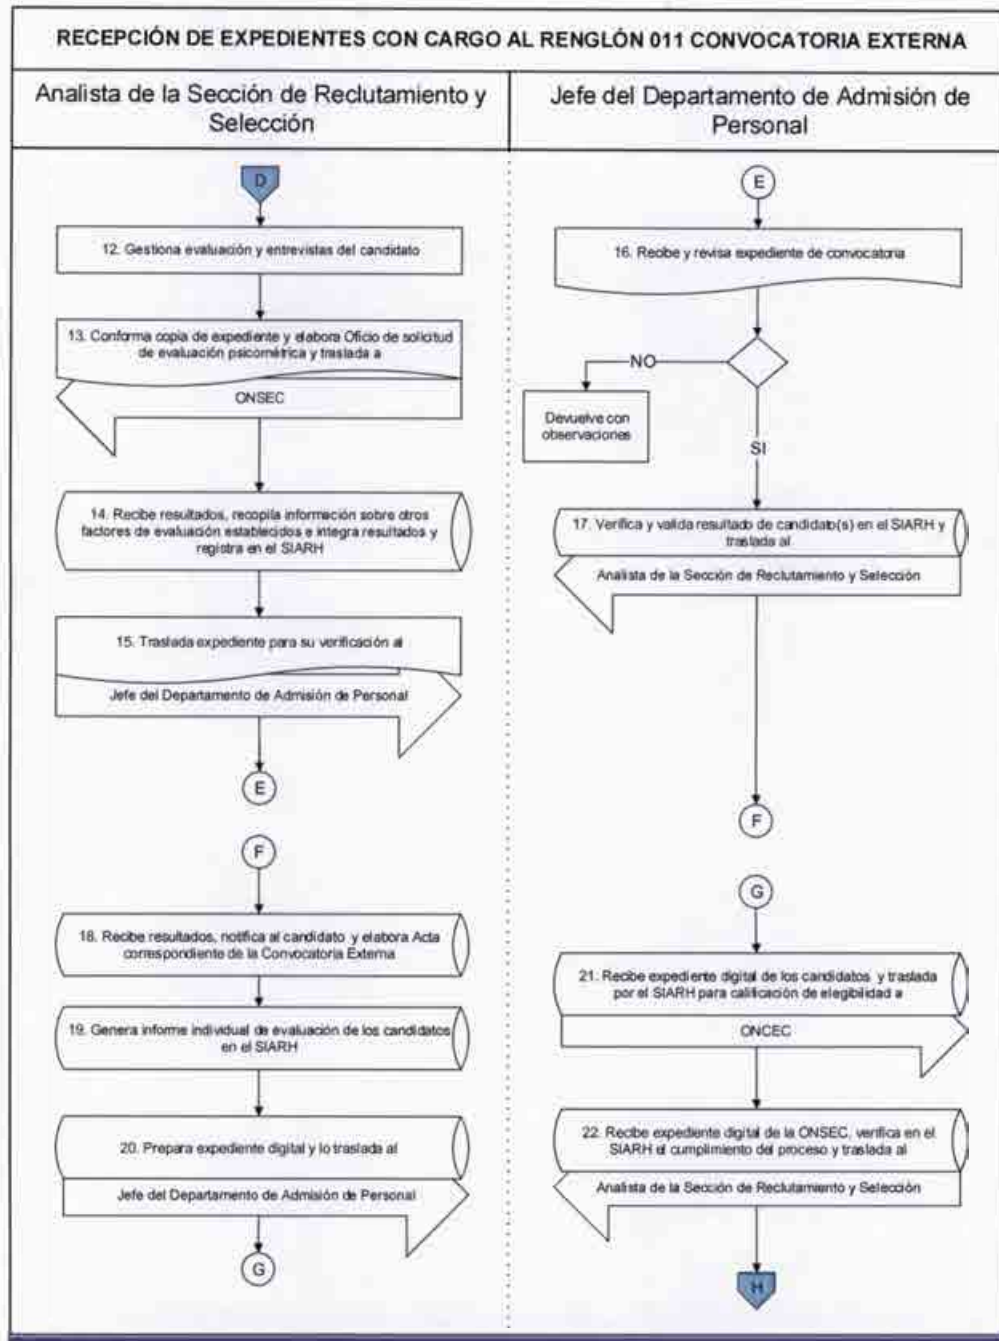 RECEPCIÓN DE EXPEDIENTES CON CARGO AL RENGLÓN 011 CONVOCATORIA EXTERNA
Analista de la Sección de Reclutamiento y
Selección
D
12. Gestiona evaluación y entrevistas del candidato
13. Conforma copia de expediente y elabora Oficio de solicitud
de evaluación psicométrica y traslada a
ONSEC
14. Recibe resultados, recopila información sobre otros
factores de evaluación establecidos e integra resultados y
registra en el SIARH
15. Traslada expediente para su verificación al
Jefe del Departamento de Admisión de Personal
E
F
18. Recibe resultados, notifica al candidato y elabora Acta
correspondiente de la Convocatoria Externa
19. Genera informe individual de evaluación de los candidatos
en el SIARH
20. Prepara expediente digital y lo traslada al
Jefe del Departamento de Admisión de Personal
G
Jefe del Departamento de Admisión de
Personal
E
16. Recibe y revisa expediente de convocatoria
NO
Devuelve con
observaciones
SI
17. Verifica y valida resultado de candidato(s) en el SIARH y
traslada al
Analista de la Sección de Reclutamiento y Selección
F
G
21. Recibe expediente digital de los candidatos y traslada
por el SIARH para calificación de elegibilidad a
ONCEC
22. Recibe expediente digital de la ONSEC, verifica en el
SIARH el cumplimiento del proceso y traslada al
Analista de la Sección de Reclutamiento y Selección
H